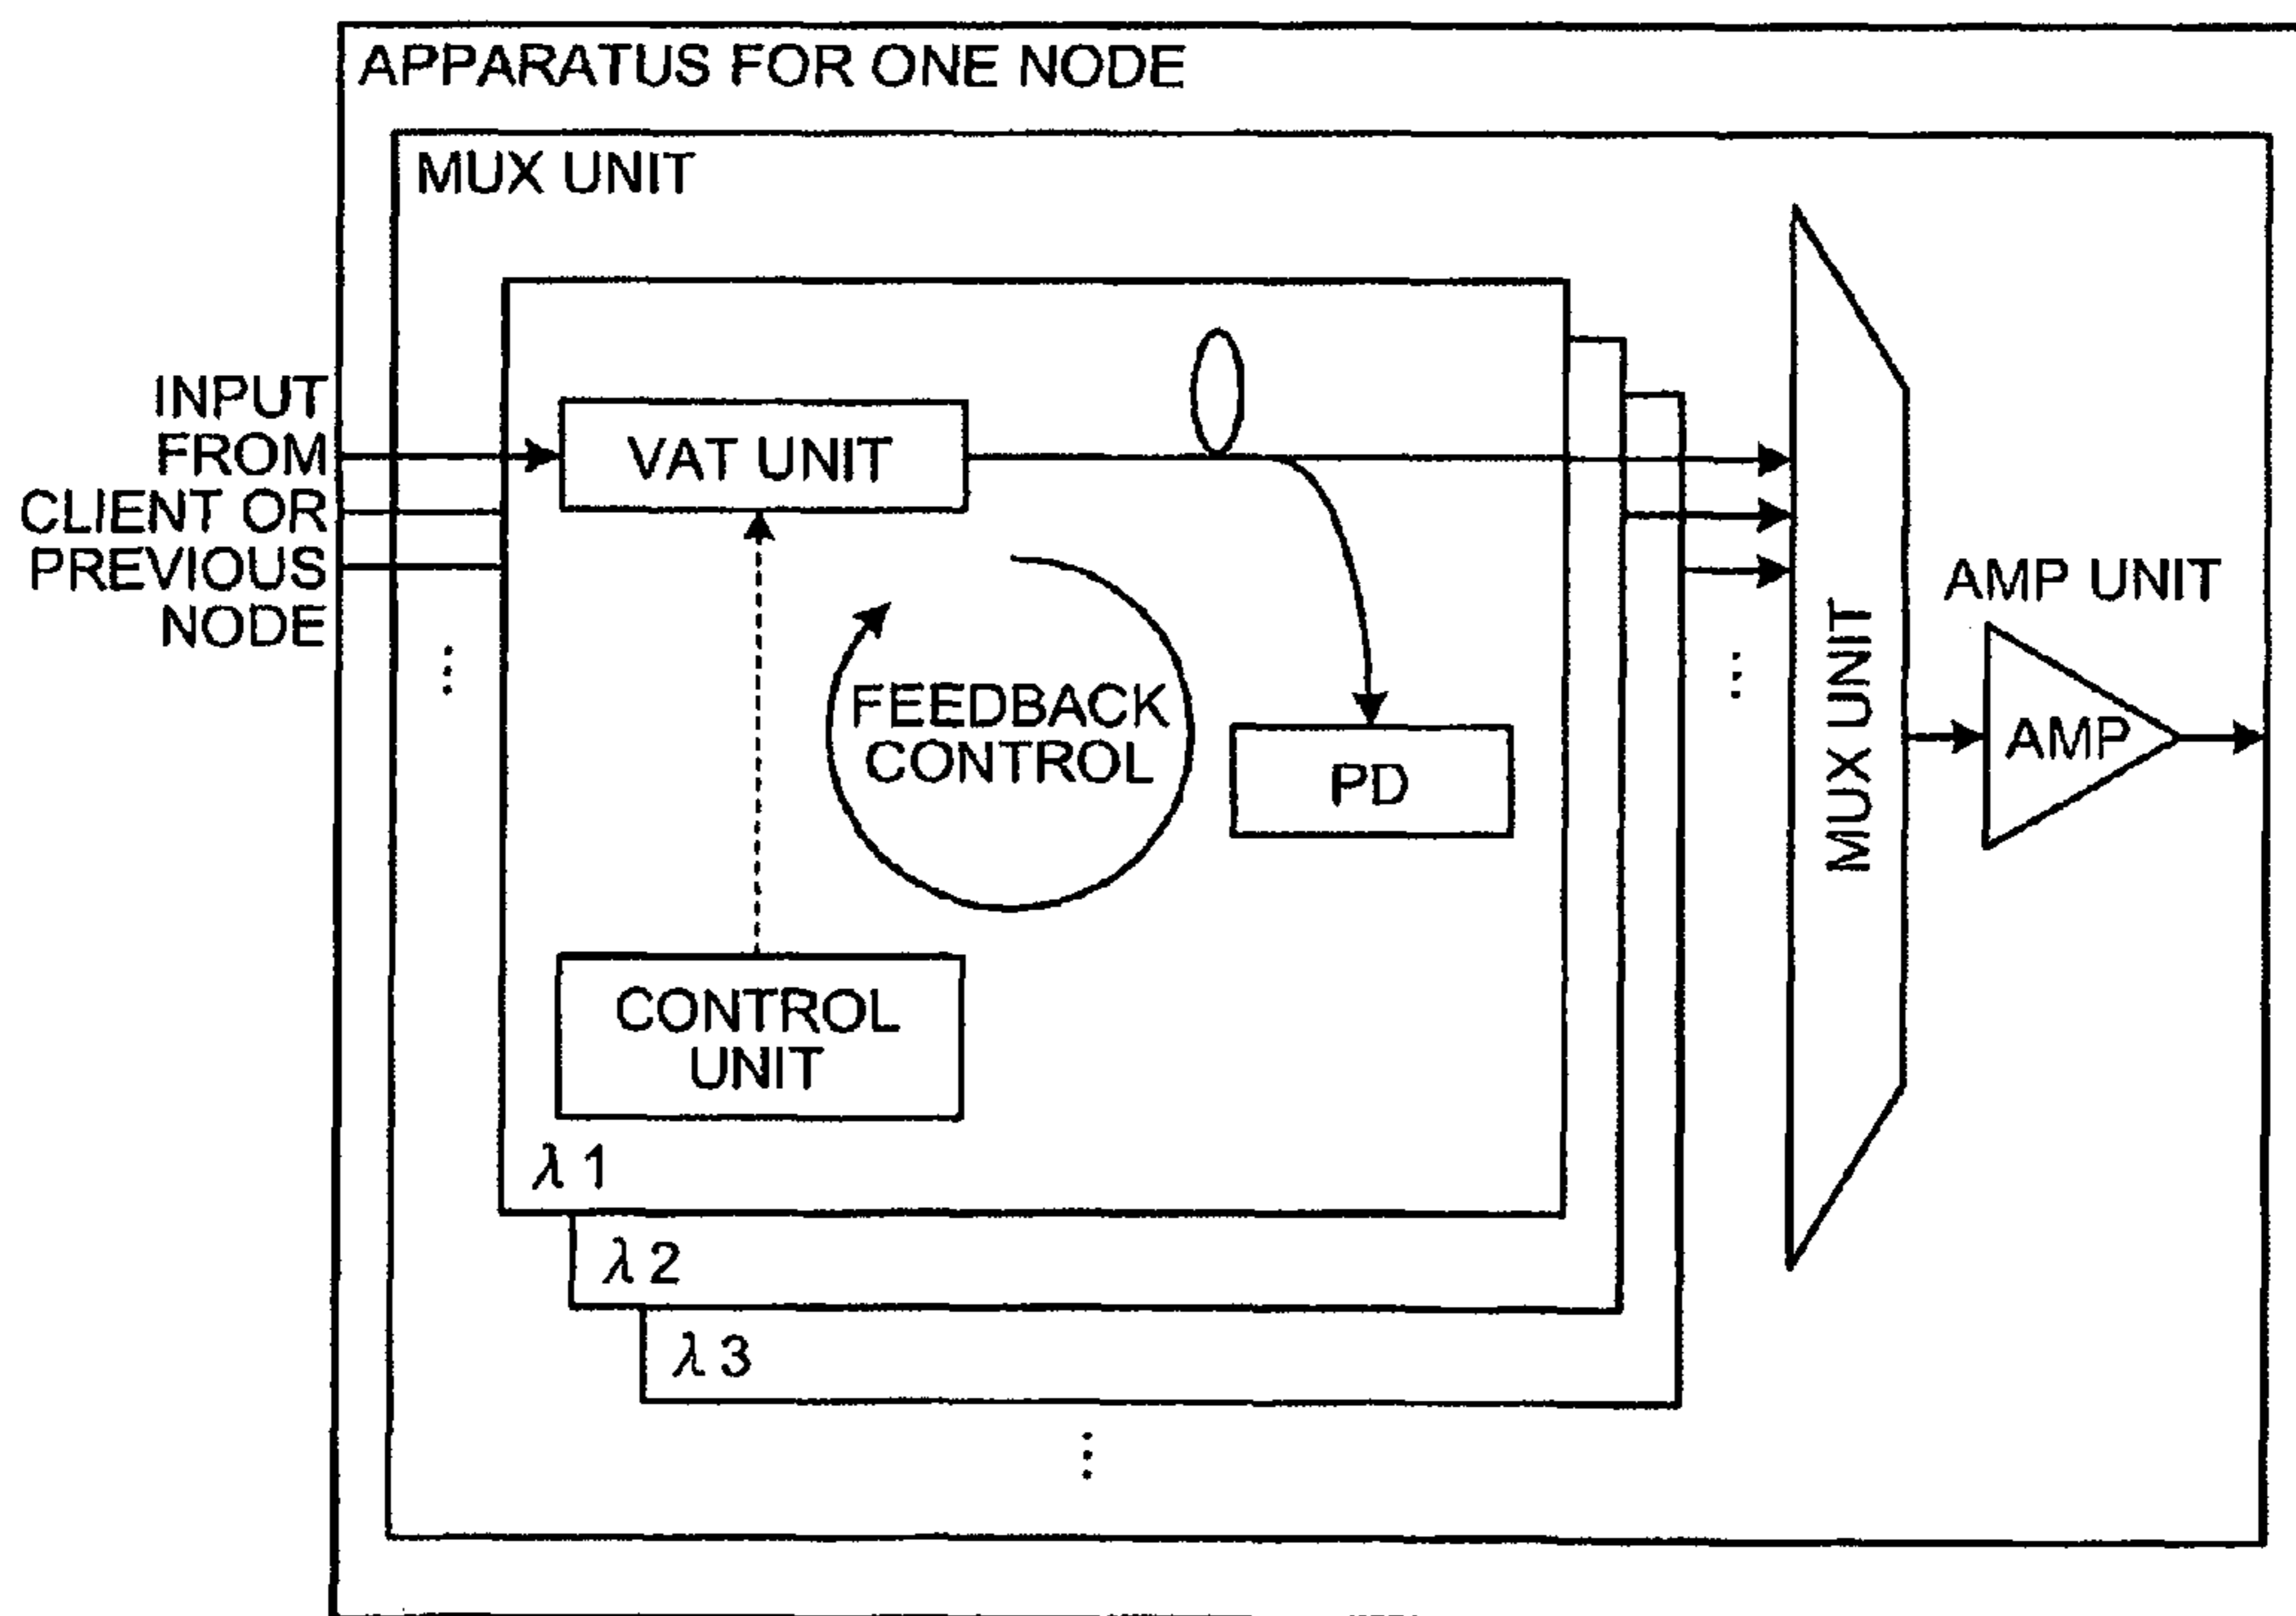 APPARATUS FOR ONE NODE
MUX UNIT
INPUT
FROM
CLIENT OR
PREVIOUS
NODE
VAT UNIT
FEEDBACK
CONTROL
PD
CONTROL
UNIT
λ1
λ2
λ3
MUX UNIT
AMP UNIT
AMP